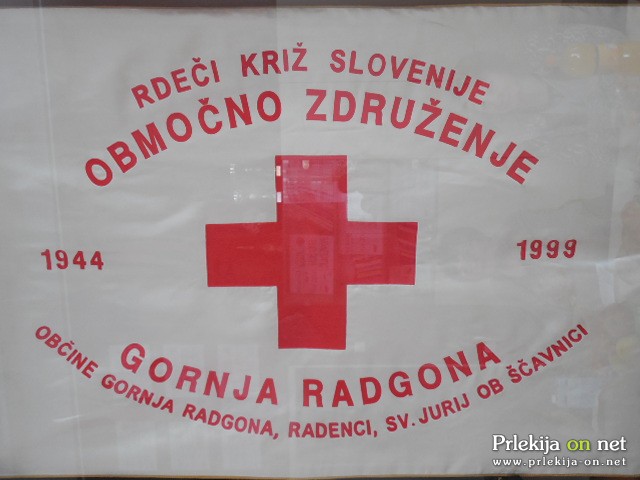 RDEČI KRIŽ SLOVENIJE
OBMOČNO ZDRUŽENJE
1944
1999
GORNJA RADGONA
OBČINE GORNJA RADGONA, RADENCI, SV. JURIJ OB ŠČAVNICI
Prlekija on net
www.prlekija-on.net